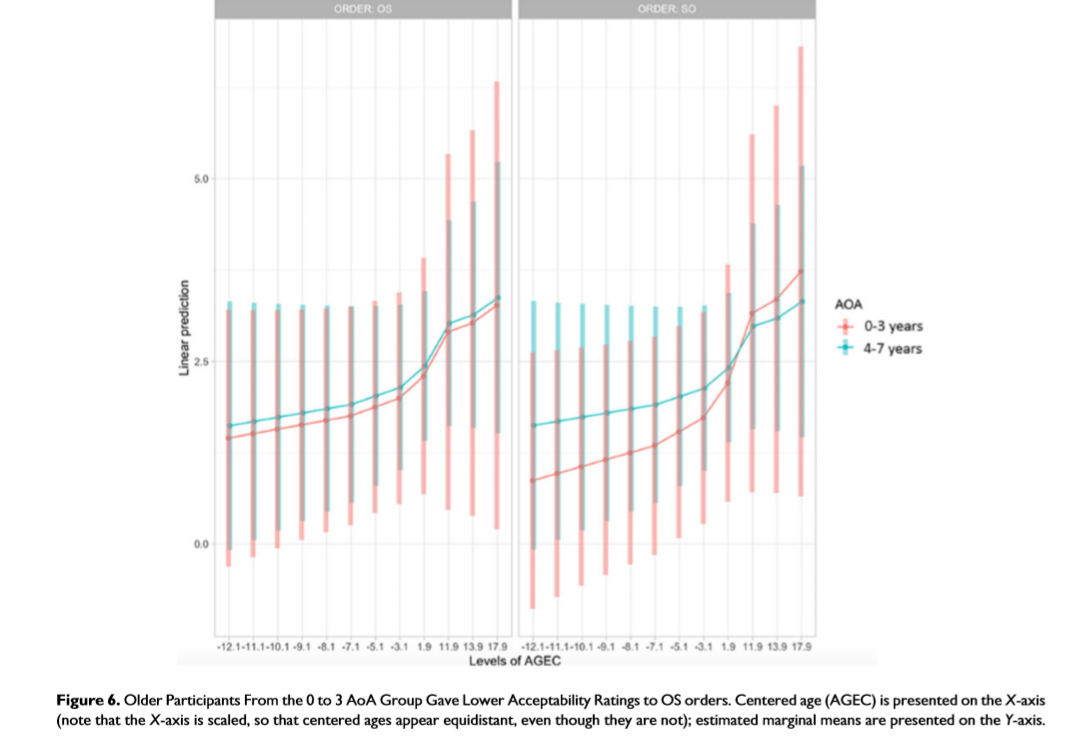 ORDER: OS
ORDER: SO
5.0
2.5
0.0
Linear prediction
AOA
0-3 years
4-7 years
-12.1 -11.1 -10.1 -9.1 -8.1 -7.1 -5.1 -3.1 1.9 11.9 13.9 17.9
-12.1 -11.1 -10.1 -9.1 -8.1 -7.1 -5.1 -3.1 1.9 11.9 13.9 17.9
Levels of AGEC
Figure 6. Older Participants From the 0 to 3 AoA Group Gave Lower Acceptability Ratings to OS orders. Centered age (AGEC) is presented on the X-axis
(note that the X-axis is scaled, so that centered ages appear equidistant, even though they are not); estimated marginal means are presented on the Y-axis.